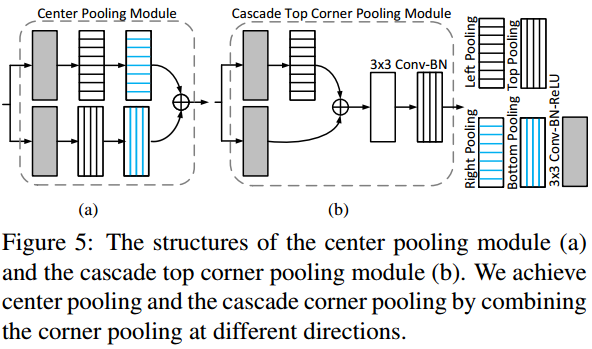 Center Pooling Module
Cascade Top Corner Pooling Module
3x3 Conv-BN
Left Pooling
Top Pooling
Right Pooling
Bottom Pooling
3x3 Conv-BN-ReLU
(a)
(b)
Figure 5: The structures of the center pooling module (a)
and the cascade top corner pooling module (b). We achieve
center pooling and the cascade corner pooling by combining
the corner pooling at different directions.